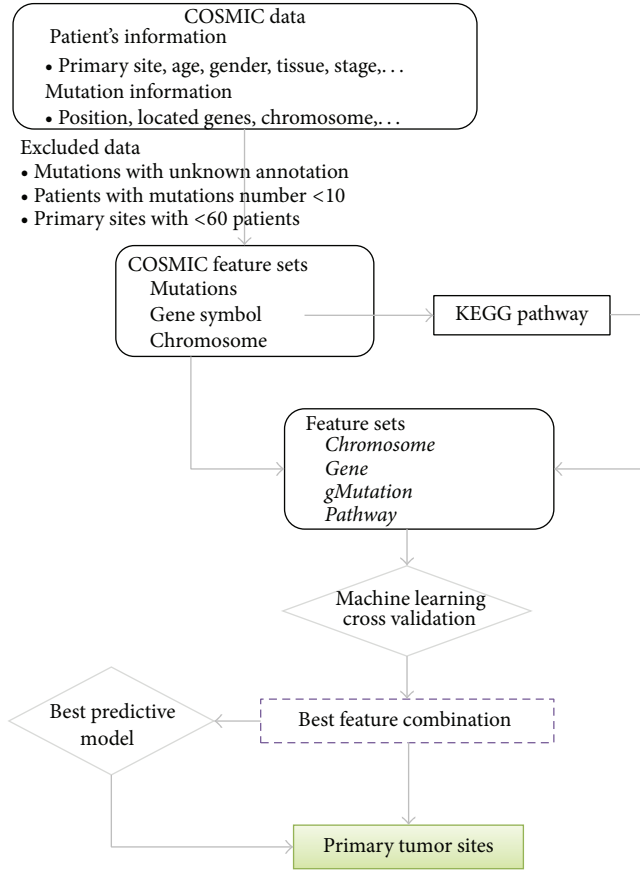 COSMIC data
Patient's information
• Primary site, age, gender, tissue, stage,...
Mutation information
• Position, located genes, chromosome,...
Excluded data
• Mutations with unknown annotation
• Patients with mutations number <10
• Primary sites with <60 patients
COSMIC feature sets
Mutations
Gene symbol
Chromosome
KEGG pathway
Feature sets
Chromosome
Gene
gMutation
Pathway
Machine learning
cross validation
Best predictive
model
Best feature combination
Primary tumor sites